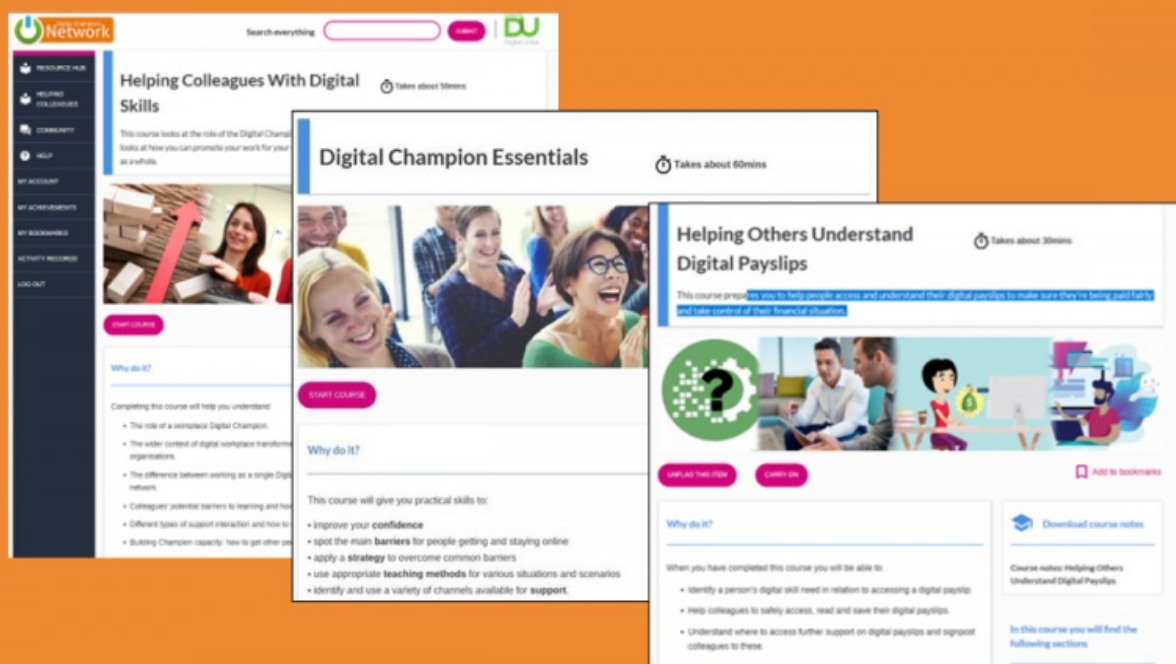 Digital Champions
Network
Search everything
SUBMIT
DU
Digital Unite
RESOURCE HUB
HELPING
COLLEAGUES
COMMUNITY
HELP
MY ACCOUNT
MY ACHIEVEMENTS
MY BOOKMARKS
ACTIVITY RECORDS
LOG OUT
Helping Colleagues With Digital
Skills
Takes about 50mins
This course looks at the role of the Digital Champi
looks at how you can promote your work for your
as a whole.
START COURSE
Why do it?
Completing this course will help you understand:
• The role of a workplace Digital Champion.
• The wider context of digital workplace transforma
organisations.
• The difference between working as a single Digit
network.
• Colleagues' potential barriers to learning and how
• Different types of support interaction and how to
• Building Champion capacity: how to get other pe
Digital Champion Essentials
Takes about 60mins
START COURSE
Why do it?
This course will give you practical skills to:
• improve your confidence
• spot the main barriers for people getting and staying online
• apply a strategy to overcome common barriers
• use appropriate teaching methods for various situations and scenarios
• identify and use a variety of channels available for support.
Helping Others Understand
Digital Payslips
Takes about 30mins
This course prepares you to help people access and understand their digital payslips to make sure they're being paid fairly
and take control of their financial situation.
?
$
UNFLAG THIS ITEM
CARRY ON
Add to bookmarks
Why do it?
When you have completed this course you will be able to:
• Identify a person's digital skill need in relation to accessing a digital payslip.
• Help colleagues to safely access, read and save their digital payslips.
• Understand where to access further support on digital payslips and signpost
colleagues to these.
Download course notes
Course notes: Helping Others
Understand Digital Payslips
In this course you will find the
following sections